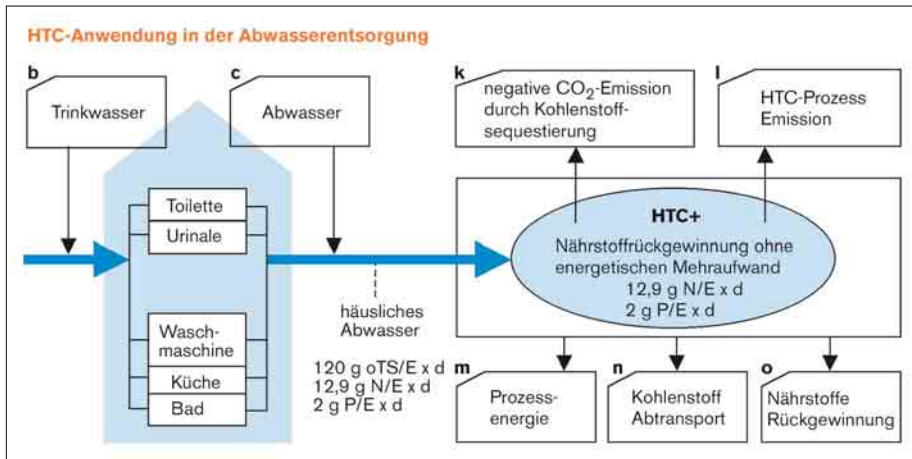 HTC-Anwendung in der Abwasserentsorgung
b
Trinkwasser
c
Abwasser
k
negative CO₂-Emission
durch Kohlenstoff-
sequestierung
l
HTC-Prozess
Emission
Toilette
Urinale
Wasch-
maschine
Küche
Bad
häusliches
Abwasser
120 g oTS/E x d
12,9 g N/E x d
2 g P/E x d
HTC+
Nährstoffrückgewinnung ohne
energetischen Mehraufwand
12,9 g N/E x d
2 g P/E x d
m
Prozess-
energie
n
Kohlenstoff
Abtransport
o
Nährstoffe
Rückgewinnung